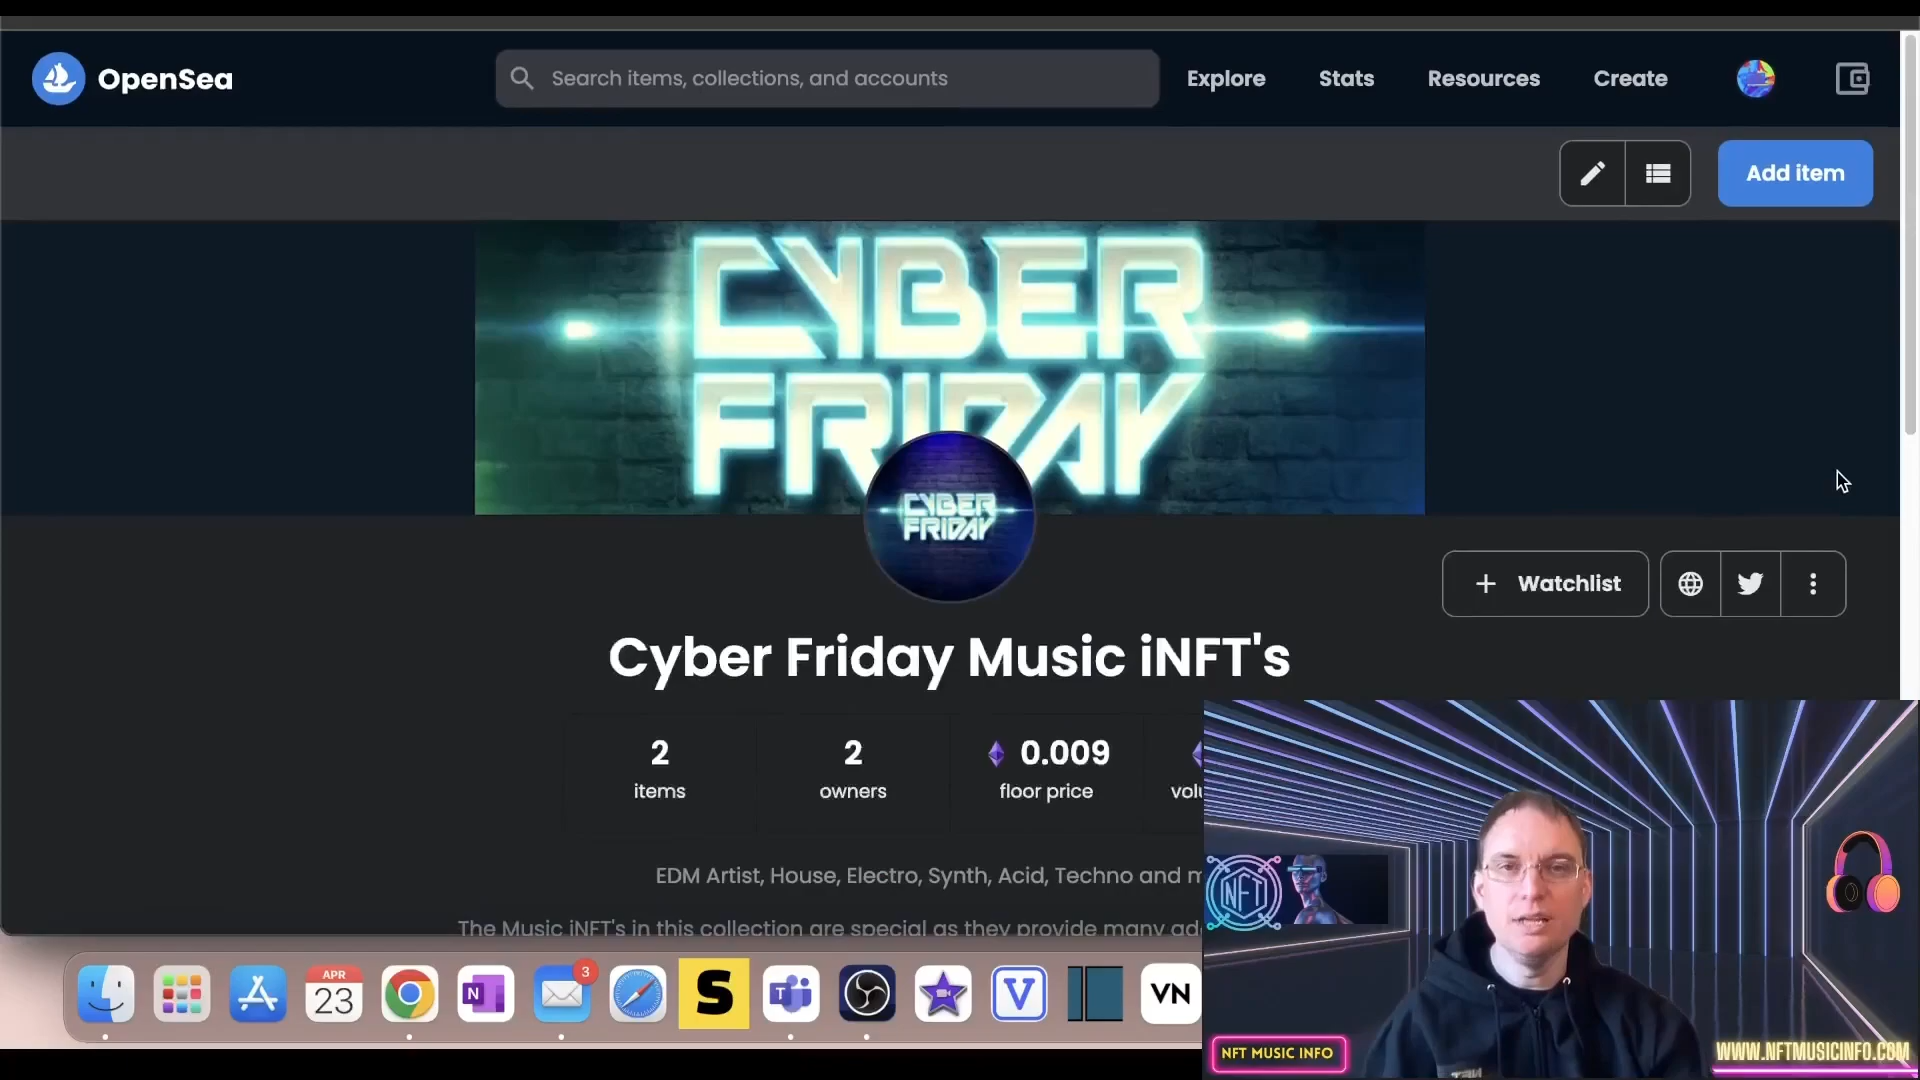 OpenSea
Search items, collections, and accounts
Explore
Stats
Resources
Create
Add item
CYBER
FRIDAY
CYBER
FRIDAY
+ Watchlist
Cyber Friday Music iNFT's
2
items
2
owners
0.009
floor price
EDM Artist, House, Electro, Synth, Acid, Techno and
The Music iNFT's in this collection are special as they provide many
APR
23
N
3
S
T
V
VN
NFT
NFT MUSIC INFO
WWW.NFTMUSICINFO.COM